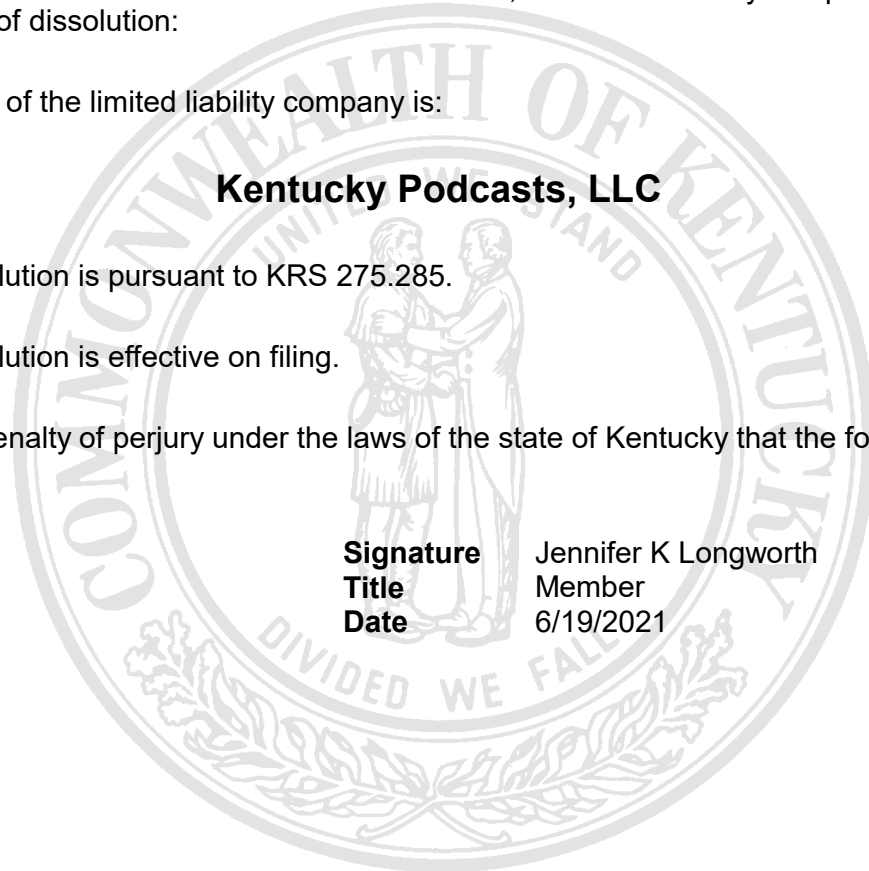 of dissolution:
of the limited liability company is:
Kentucky Podcasts, LLC
lution is pursuant to KRS 275.285.
lution is effective on filing.
enalty of perjury under the laws of the state of Kentucky that the fo
Signature Jennifer K Longworth
Title Member
Date 6/19/2021
COMMONWEALTH OF KENTUCKY
UNITED WE STAND
DIVIDED WE FALL